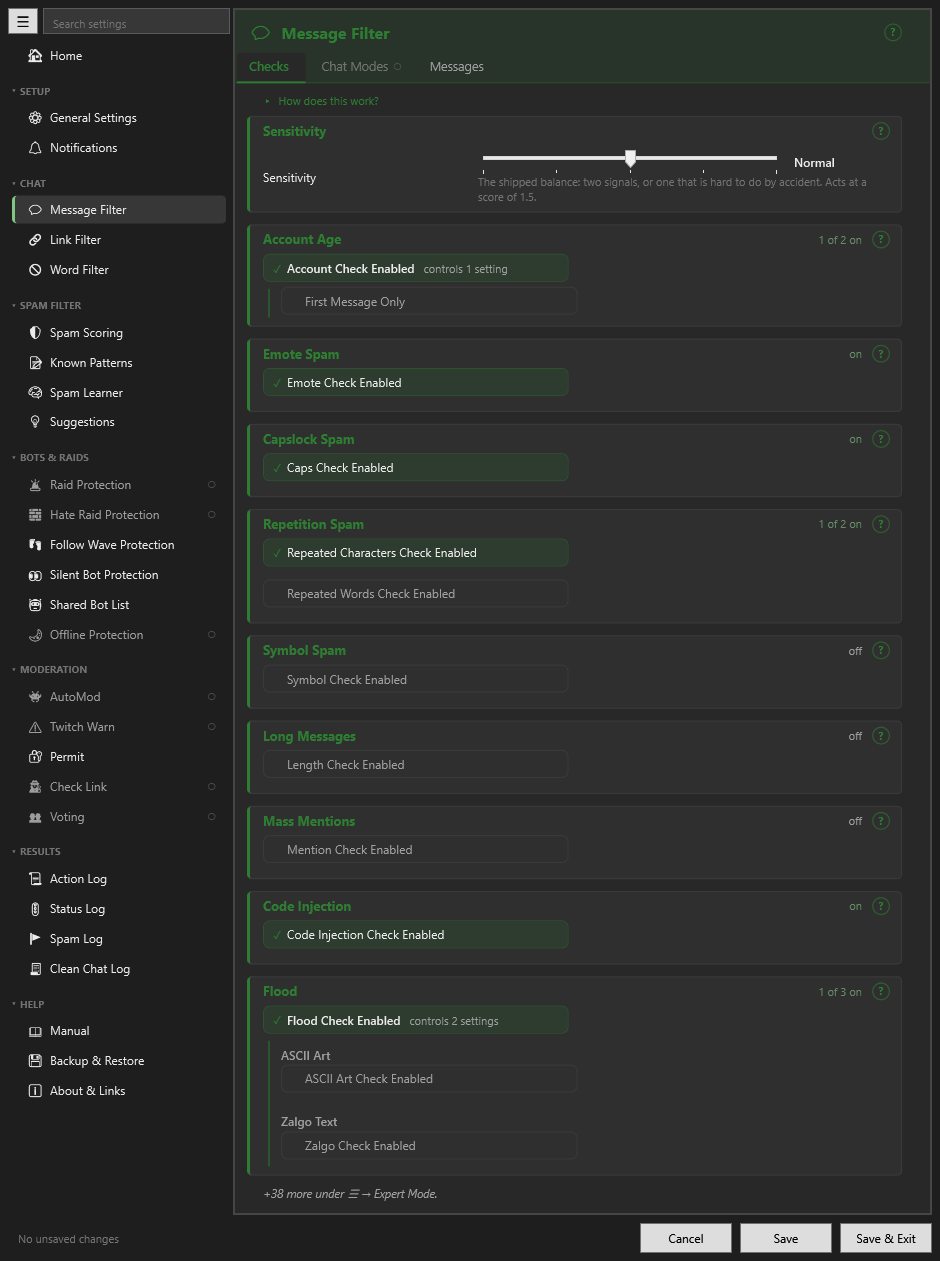 Search settings
Home
SETUP
General Settings
Notifications
CHAT
Message Filter
Link Filter
Word Filter
SPAM FILTER
Spam Scoring
Known Patterns
Spam Learner
Suggestions
BOTS & RAIDS
Raid Protection
Hate Raid Protection
Follow Wave Protection
Silent Bot Protection
Shared Bot List
Offline Protection
MODERATION
AutoMod
Twitch Warn
Permit
Check Link
Voting
RESULTS
Action Log
Status Log
Spam Log
Clean Chat Log
HELP
Manual
Backup & Restore
About & Links
Message Filter ?
Checks Chat Modes Messages
How does this work?
Sensitivity ?
Sensitivity Normal
The shipped balance: two signals, or one that is hard to do by accident. Acts at a
score of 1.5.
Account Age 1 of 2 on ?
✓ Account Check Enabled controls 1 setting
First Message Only
Emote Spam on ?
✓ Emote Check Enabled
Capslock Spam on ?
✓ Caps Check Enabled
Repetition Spam 1 of 2 on ?
✓ Repeated Characters Check Enabled
Repeated Words Check Enabled
Symbol Spam off ?
Symbol Check Enabled
Long Messages off ?
Length Check Enabled
Mass Mentions off ?
Mention Check Enabled
Code Injection on ?
✓ Code Injection Check Enabled
Flood 1 of 3 on ?
✓ Flood Check Enabled controls 2 settings
ASCII Art
ASCII Art Check Enabled
Zalgo Text
Zalgo Check Enabled
+38 more under ☰ → Expert Mode.
No unsaved changes
Cancel Save Save & Exit